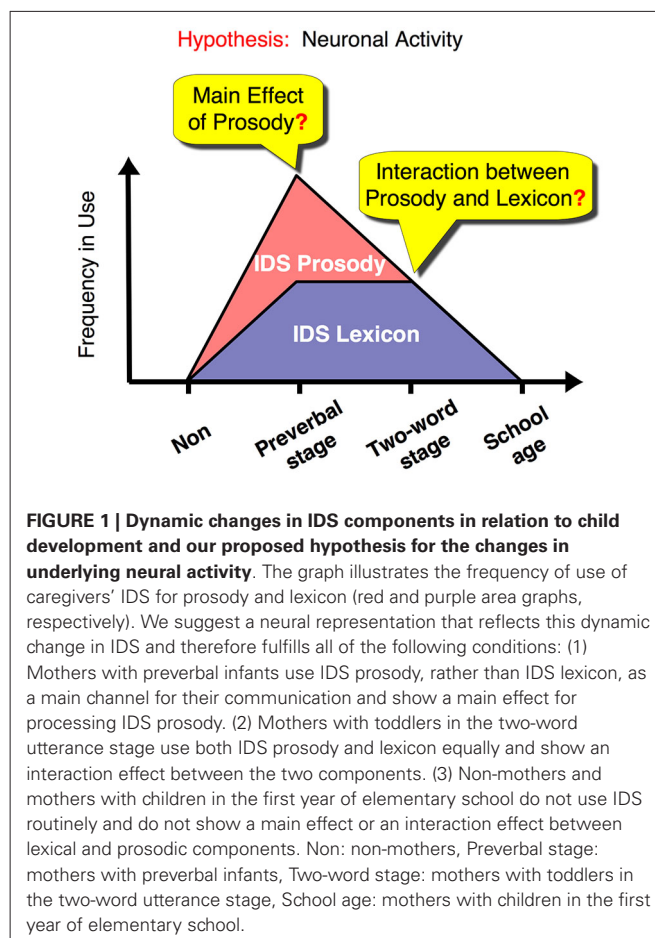 Hypothesis: Neuronal Activity
Main Effect
of Prosody?
Interaction between
Prosody and Lexicon?
Frequency in Use
IDS Prosody
IDS Lexicon
Non
Preverbal
stage
Two-word
stage
School
age
FIGURE 1 | Dynamic changes in IDS components in relation to child
development and our proposed hypothesis for the changes in
underlying neural activity. The graph illustrates the frequency of use of
caregivers' IDS for prosody and lexicon (red and purple area graphs,
respectively). We suggest a neural representation that reflects this dynamic
change in IDS and therefore fulfills all of the following conditions: (1)
Mothers with preverbal infants use IDS prosody, rather than IDS lexicon, as
a main channel for their communication and show a main effect for
processing IDS prosody. (2) Mothers with toddlers in the two-word
utterance stage use both IDS prosody and lexicon equally and show an
interaction effect between the two components. (3) Non-mothers and
mothers with children in the first year of elementary school do not use IDS
routinely and do not show a main effect or an interaction effect between
lexical and prosodic components. Non: non-mothers, Preverbal stage:
mothers with preverbal infants, Two-word stage: mothers with toddlers in
the two-word utterance stage, School age: mothers with children in the first
year of elementary school.